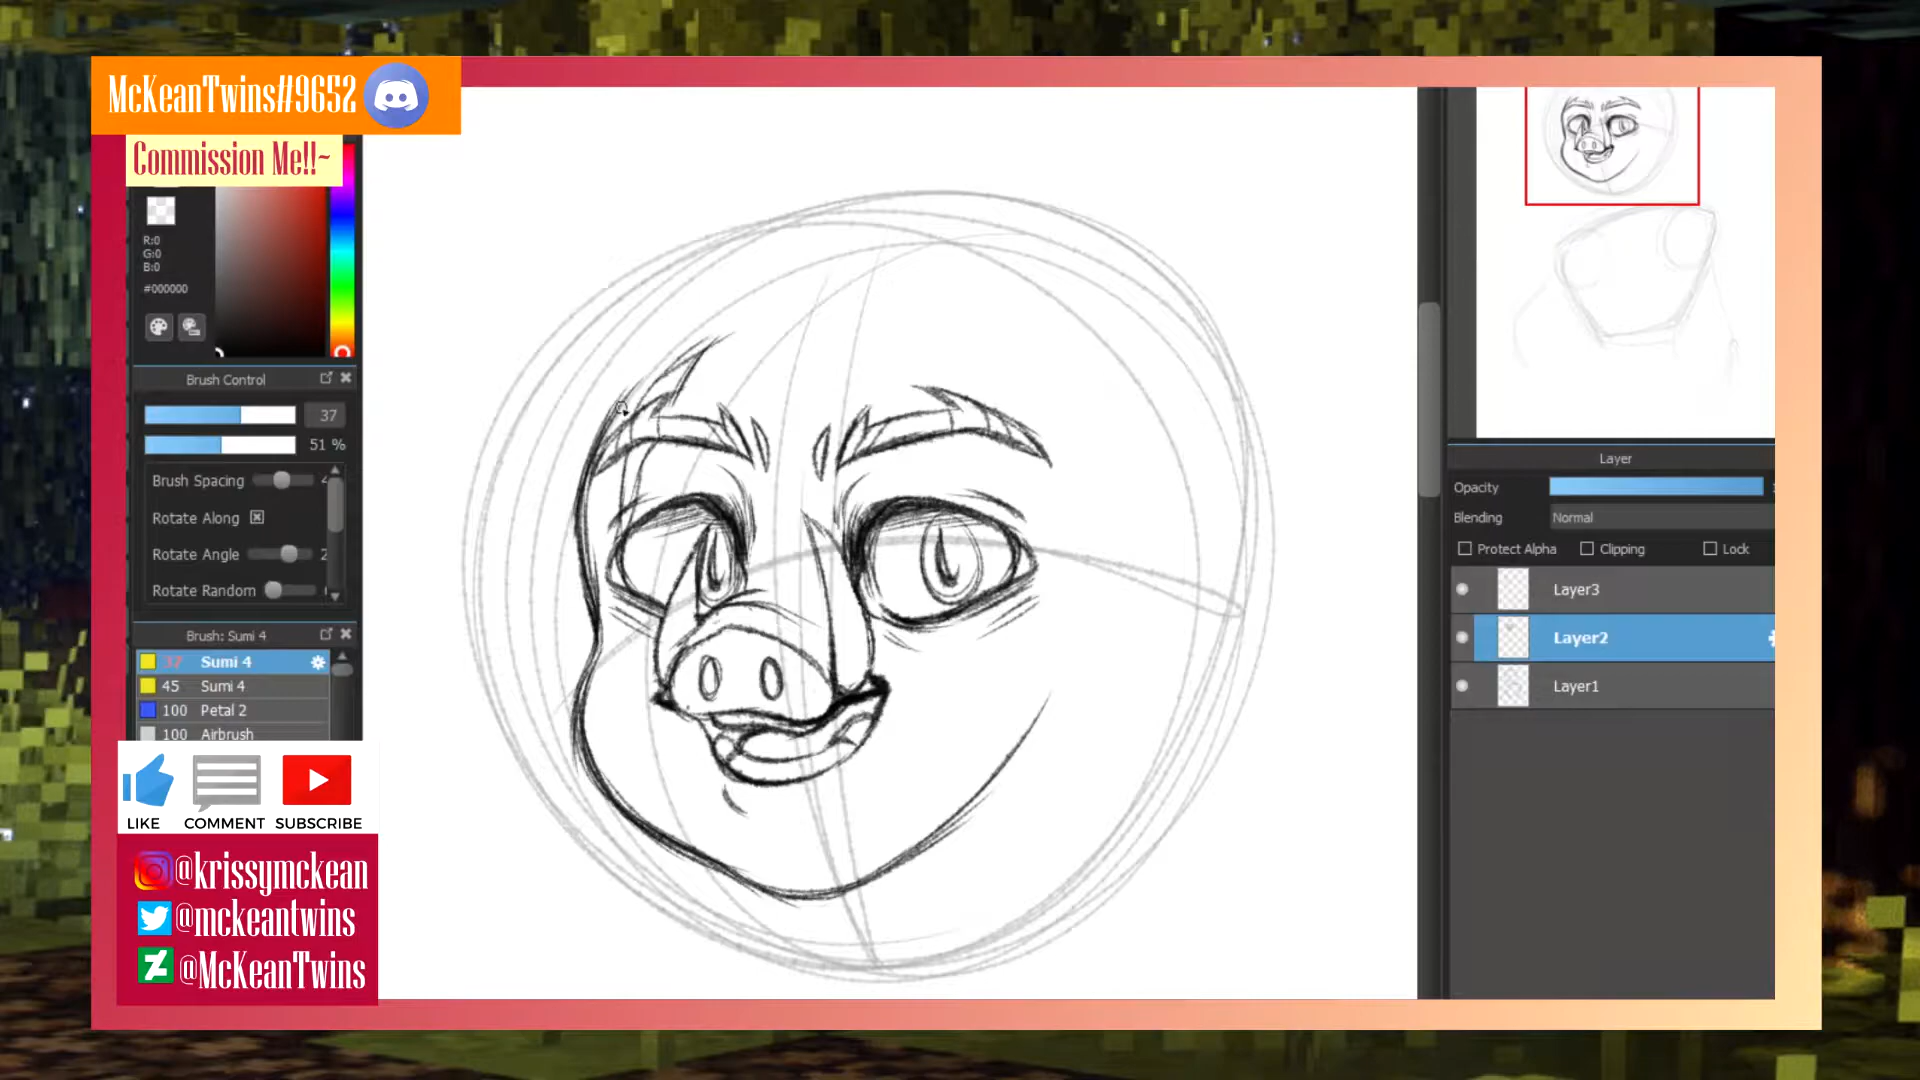 McKeanTwins#9652
Commission Me!!~
R:0
G:0
B:0
#000000
Brush Control
37
51 %
Brush Spacing
Rotate Along
Rotate Angle
Rotate Random
Brush: Sumi 4
37 Sumi 4
45 Sumi 4
100 Petal 2
100 Airbrush
LIKE COMMENT SUBSCRIBE
@krissymckean
@mckeantwins
@McKeanTwins
Layer
Opacity
Blending Normal
Protect Alpha Clipping Lock
Layer3
Layer2
Layer1